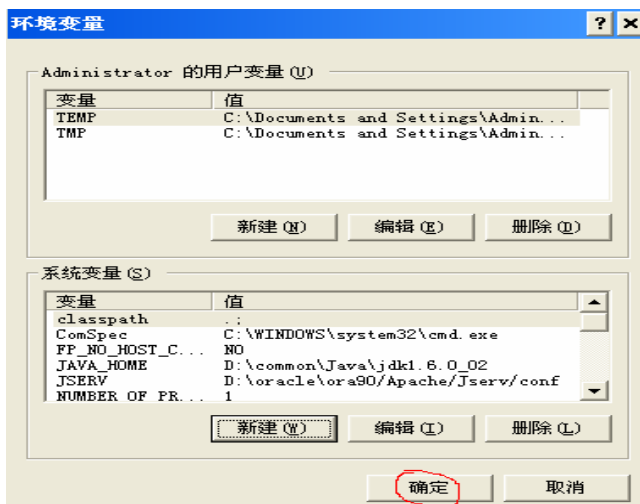 环境变量
Administrator 的用户变量(U)
变量 值
TEMP C:\Documents and Settings\Admin...
TMP C:\Documents and Settings\Admin...
新建(N) 编辑(E) 删除(D)
系统变量(S)
变量 值
classpath .;
ComSpec C:\WINDOWS\system32\cmd.exe
FP_NO_HOST_C... NO
JAVA_HOME D:\common\Java\jdk1.6.0_02
JSERV D:\oracle\ora90/Apache/Jserv/conf
NUMBER OF PR... 1
新建(W) 编辑(I) 删除(L)
确定 取消